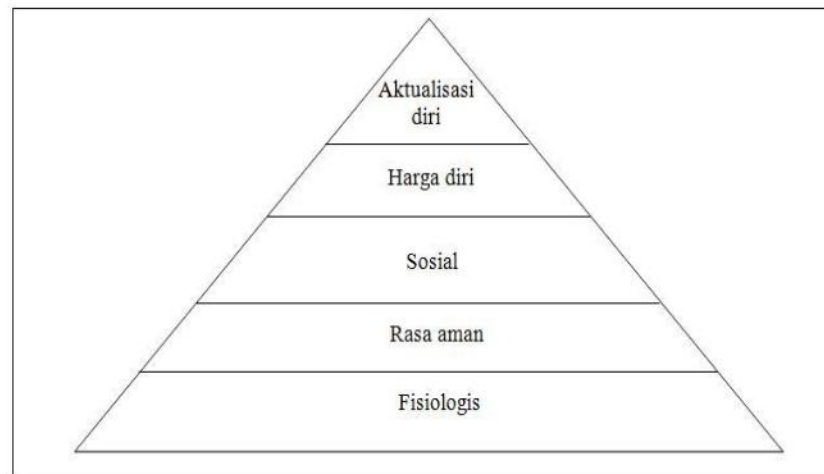 Aktualisasi
diri
Harga diri
Sosial
Rasa aman
Fisiologis